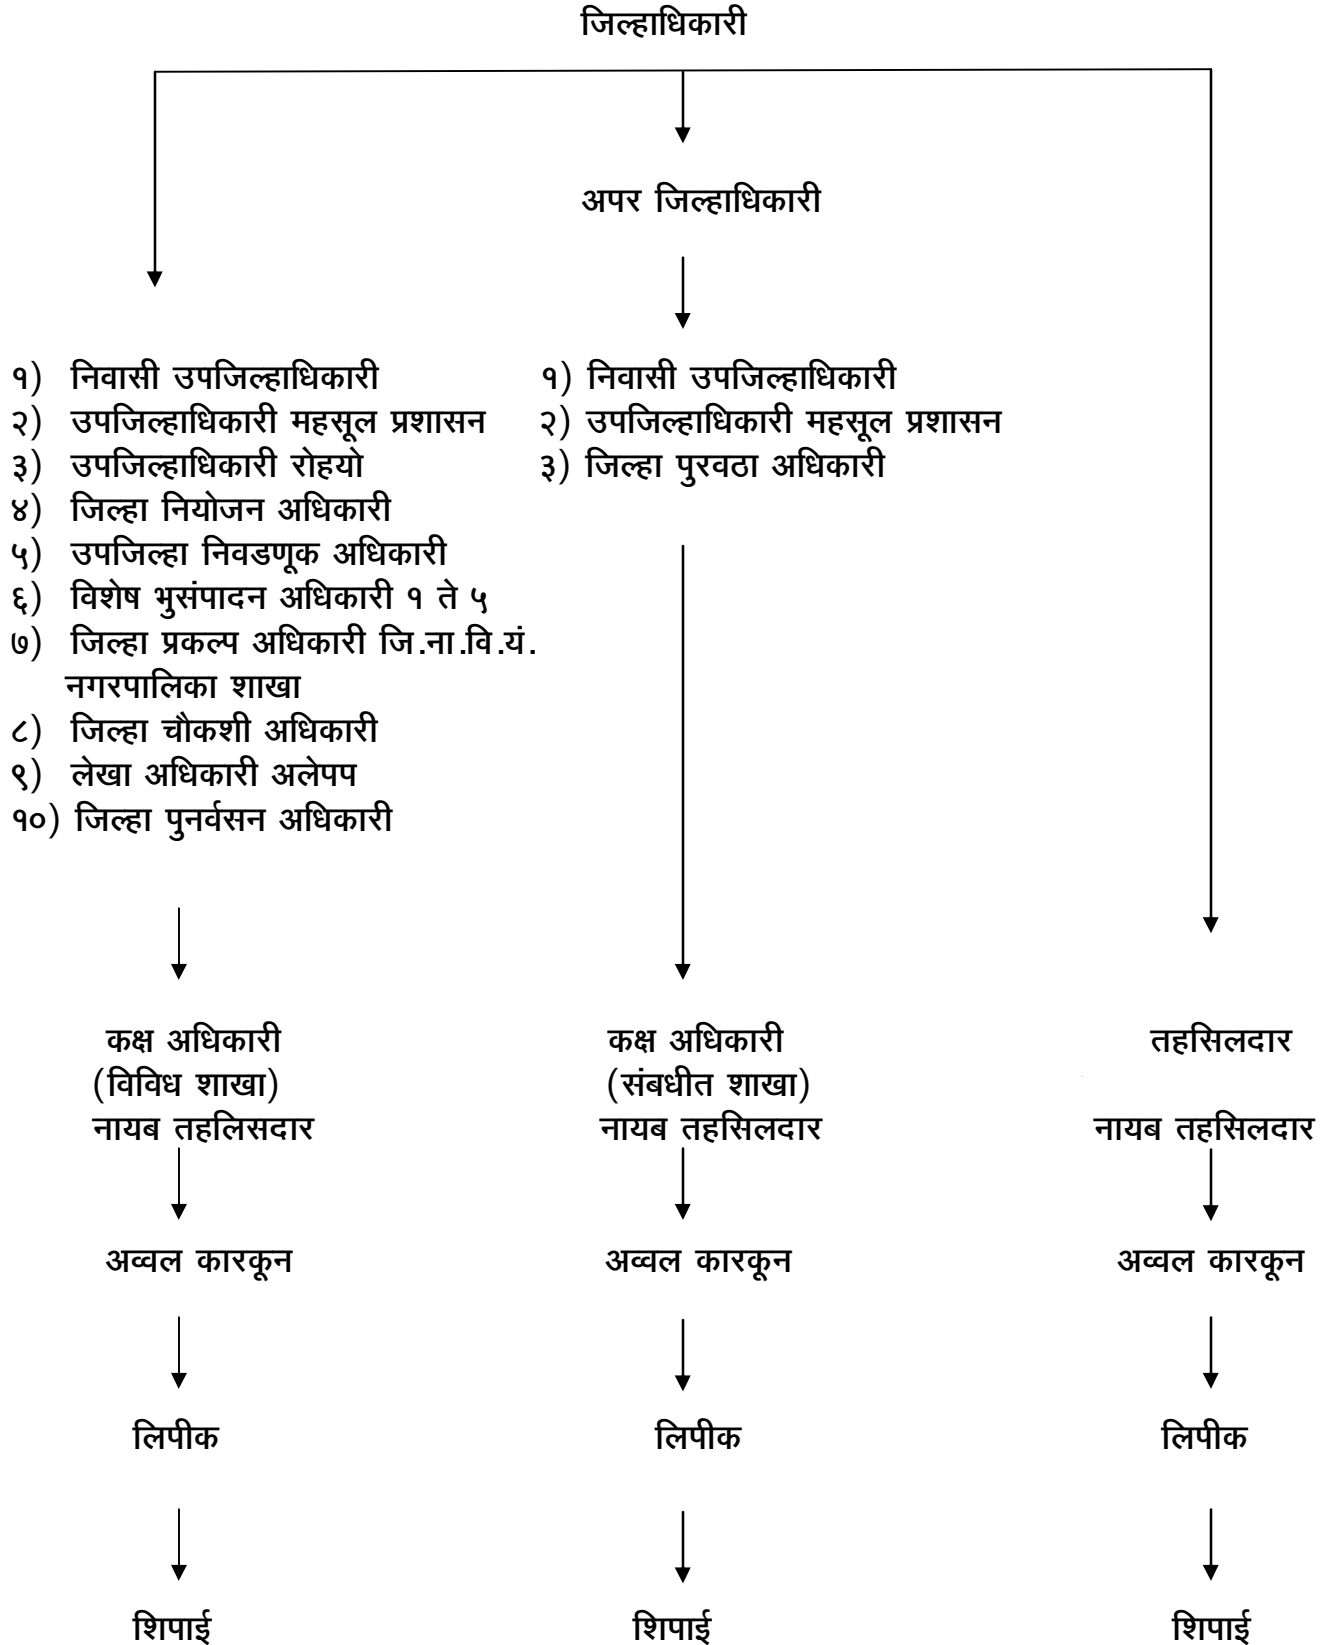 जिल्हाधिकारी
अपर जिल्हाधिकारी
१) निवासी उपजिल्हाधिकारी
२) उपजिल्हाधिकारी महसूल प्रशासन
३) उपजिल्हाधिकारी रोहयो
४) जिल्हा नियोजन अधिकारी
५) उपजिल्हा निवडणूक अधिकारी
६) विशेष भुसंपादन अधिकारी १ ते ५
७) जिल्हा प्रकल्प अधिकारी जि.ना.वि.यं.
नगरपालिका शाखा
८) जिल्हा चौकशी अधिकारी
९) लेखा अधिकारी अलेपप
१०) जिल्हा पुनर्वसन अधिकारी
१) निवासी उपजिल्हाधिकारी
२) उपजिल्हाधिकारी महसूल प्रशासन
३) जिल्हा पुरवठा अधिकारी
कक्ष अधिकारी
(विविध शाखा)
नायब तहलिसदार
अव्वल कारकून
लिपीक
शिपाई
कक्ष अधिकारी
(संबधीत शाखा)
नायब तहसिलदार
अव्वल कारकून
लिपीक
शिपाई
तहसिलदार
नायब तहसिलदार
अव्वल कारकून
लिपीक
शिपाई